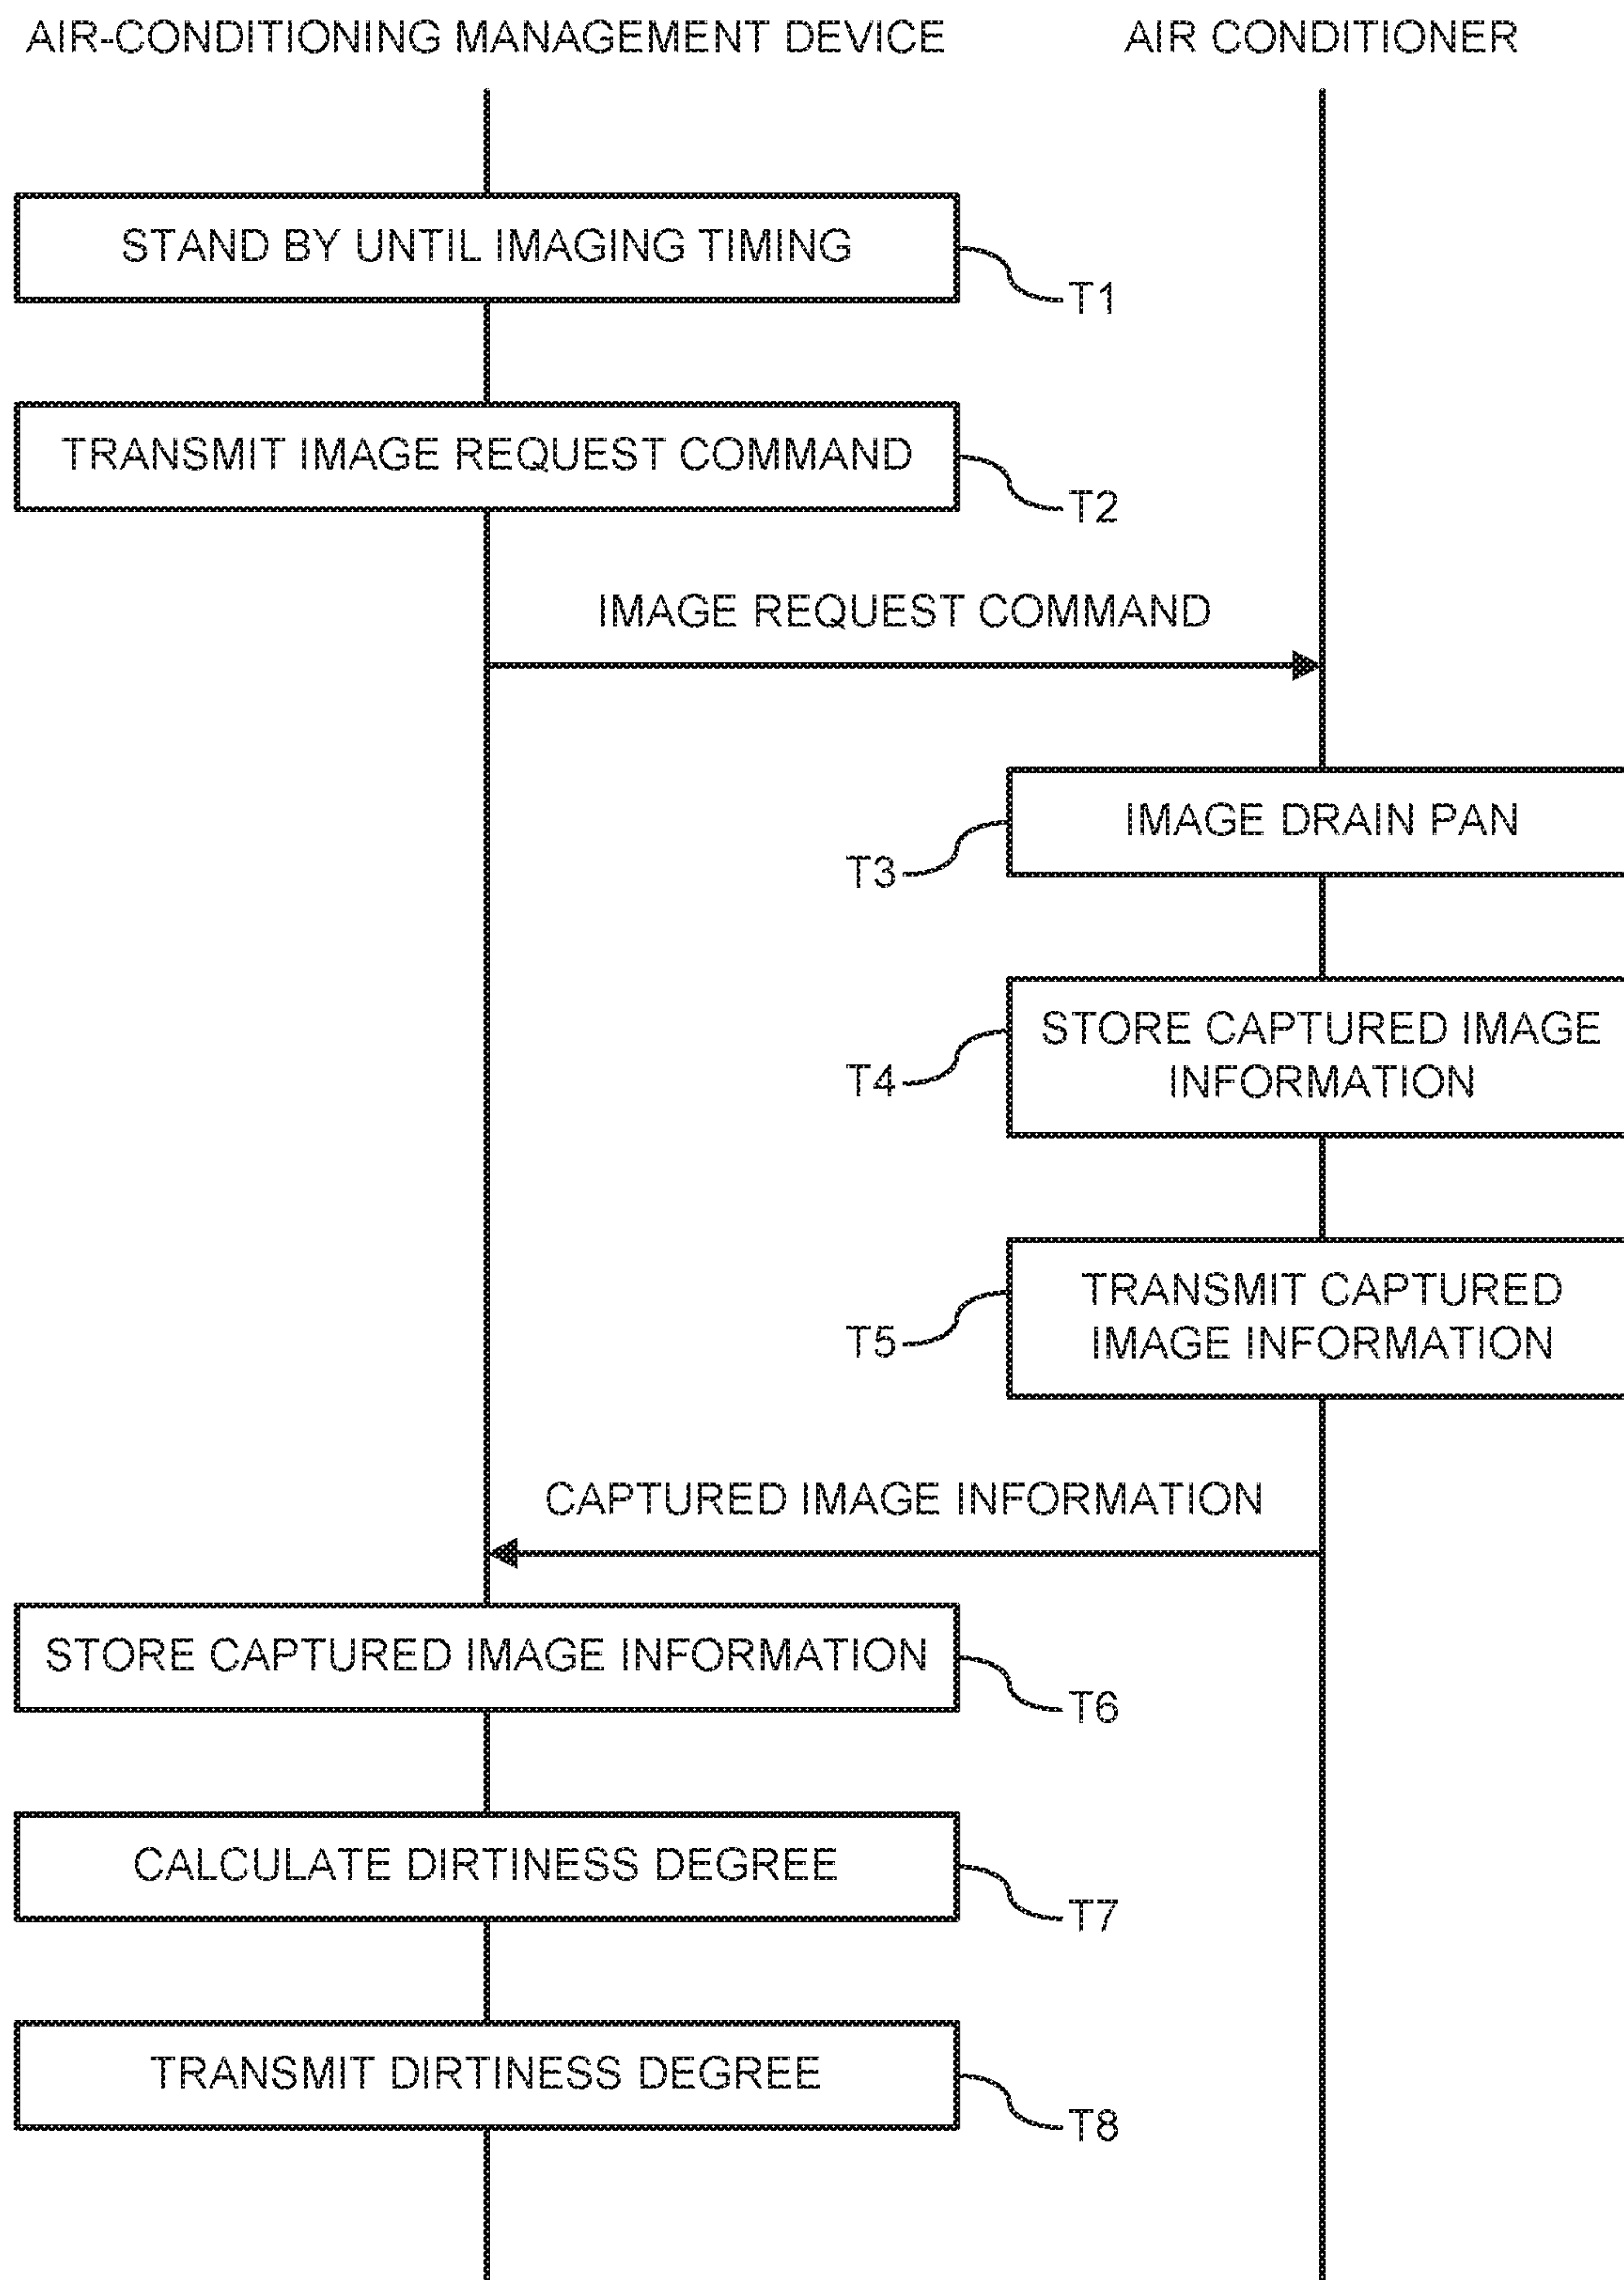 AIR-CONDITIONING MANAGEMENT DEVICE
AIR CONDITIONER
STAND BY UNTIL IMAGING TIMING
T1
TRANSMIT IMAGE REQUEST COMMAND
T2
IMAGE REQUEST COMMAND
IMAGE DRAIN PAN
T3
STORE CAPTURED IMAGE
INFORMATION
T4
TRANSMIT CAPTURED
IMAGE INFORMATION
T5
CAPTURED IMAGE INFORMATION
STORE CAPTURED IMAGE INFORMATION
T6
CALCULATE DIRTINESS DEGREE
T7
TRANSMIT DIRTINESS DEGREE
T8